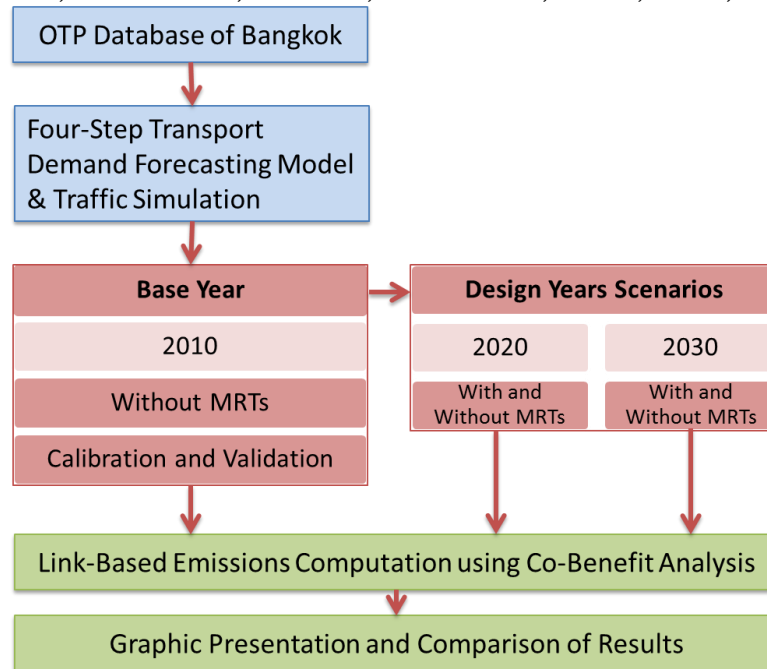 OTP Database of Bangkok
Four-Step Transport
Demand Forecasting Model
& Traffic Simulation
Base Year
2010
Without MRTs
Calibration and Validation
Design Years Scenarios
2020
2030
With and
Without MRTs
With and
Without MRTs
Link-Based Emissions Computation using Co-Benefit Analysis
Graphic Presentation and Comparison of Results